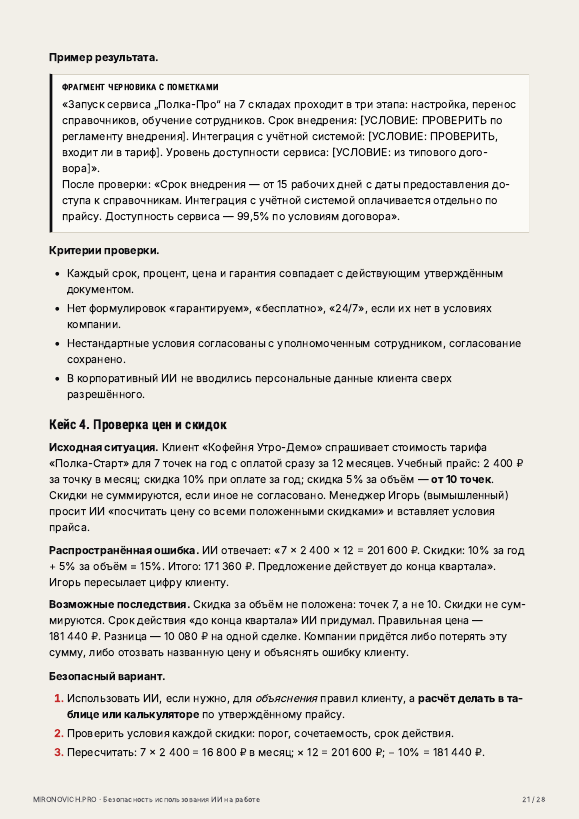 Пример результата.
ФРАГМЕНТ ЧЕРНОВИКА С ПОМЕТКАМИ
«Запуск сервиса „Полка-Про“ на 7 складах проходит в три этапа: настройка, перенос
справочников, обучение сотрудников. Срок внедрения: [УСЛОВИЕ: ПРОВЕРИТЬ по
регламенту внедрения]. Интеграция с учётной системой: [УСЛОВИЕ: ПРОВЕРИТЬ,
входит ли в тариф]. Уровень доступности сервиса: [УСЛОВИЕ: из типового дого-
вора]».
После проверки: «Срок внедрения — от 15 рабочих дней с даты предоставления до-
ступа к справочникам. Интеграция с учётной системой оплачивается отдельно по
прайсу. Доступность сервиса — 99,5% по условиям договора».
Критерии проверки.
• Каждый срок, процент, цена и гарантия совпадает с действующим утверждённым
документом.
• Нет формулировок «гарантируем», «бесплатно», «24/7», если их нет в условиях
компании.
• Нестандартные условия согласованы с уполномоченным сотрудником, согласование
сохранено.
• В корпоративный ИИ не вводились персональные данные клиента сверх
разрешённого.
Кейс 4. Проверка цен и скидок
Исходная ситуация. Клиент «Кофейня Утро-Демо» спрашивает стоимость тарифа
«Полка-Старт» для 7 точек на год с оплатой сразу за 12 месяцев. Учебный прайс: 2 400 ₽
за точку в месяц; скидка 10% при оплате за год; скидка 5% за объём — от 10 точек.
Скидки не суммируются, если иное не согласовано. Менеджер Игорь (вымышленный)
просит ИИ «посчитать цену со всеми положенными скидками» и вставляет условия
прайса.
Распространённая ошибка. ИИ отвечает: «7 × 2 400 × 12 = 201 600 ₽. Скидки: 10% за год
+ 5% за объём = 15%. Итого: 171 360 ₽. Предложение действует до конца квартала».
Игорь пересылает цифру клиенту.
Возможные последствия. Скидка за объём не положена: точек 7, а не 10. Скидки не сум-
мируются. Срок действия «до конца квартала» ИИ придумал. Правильная цена —
181 440 ₽. Разница — 10 080 ₽ на одной сделке. Компании придётся либо потерять эту
сумму, либо отозвать названную цену и объяснять ошибку клиенту.
Безопасный вариант.
1. Использовать ИИ, если нужно, для объяснения правил клиенту, а расчёт делать в та-
блице или калькуляторе по утверждённому прайсу.
2. Проверить условия каждой скидки: порог, сочетаемость, срок действия.
3. Пересчитать: 7 × 2 400 = 16 800 ₽ в месяц; × 12 = 201 600 ₽; − 10% = 181 440 ₽.
MIRONOVICH.PRO · Безопасность использования ИИ на работе
21 / 28